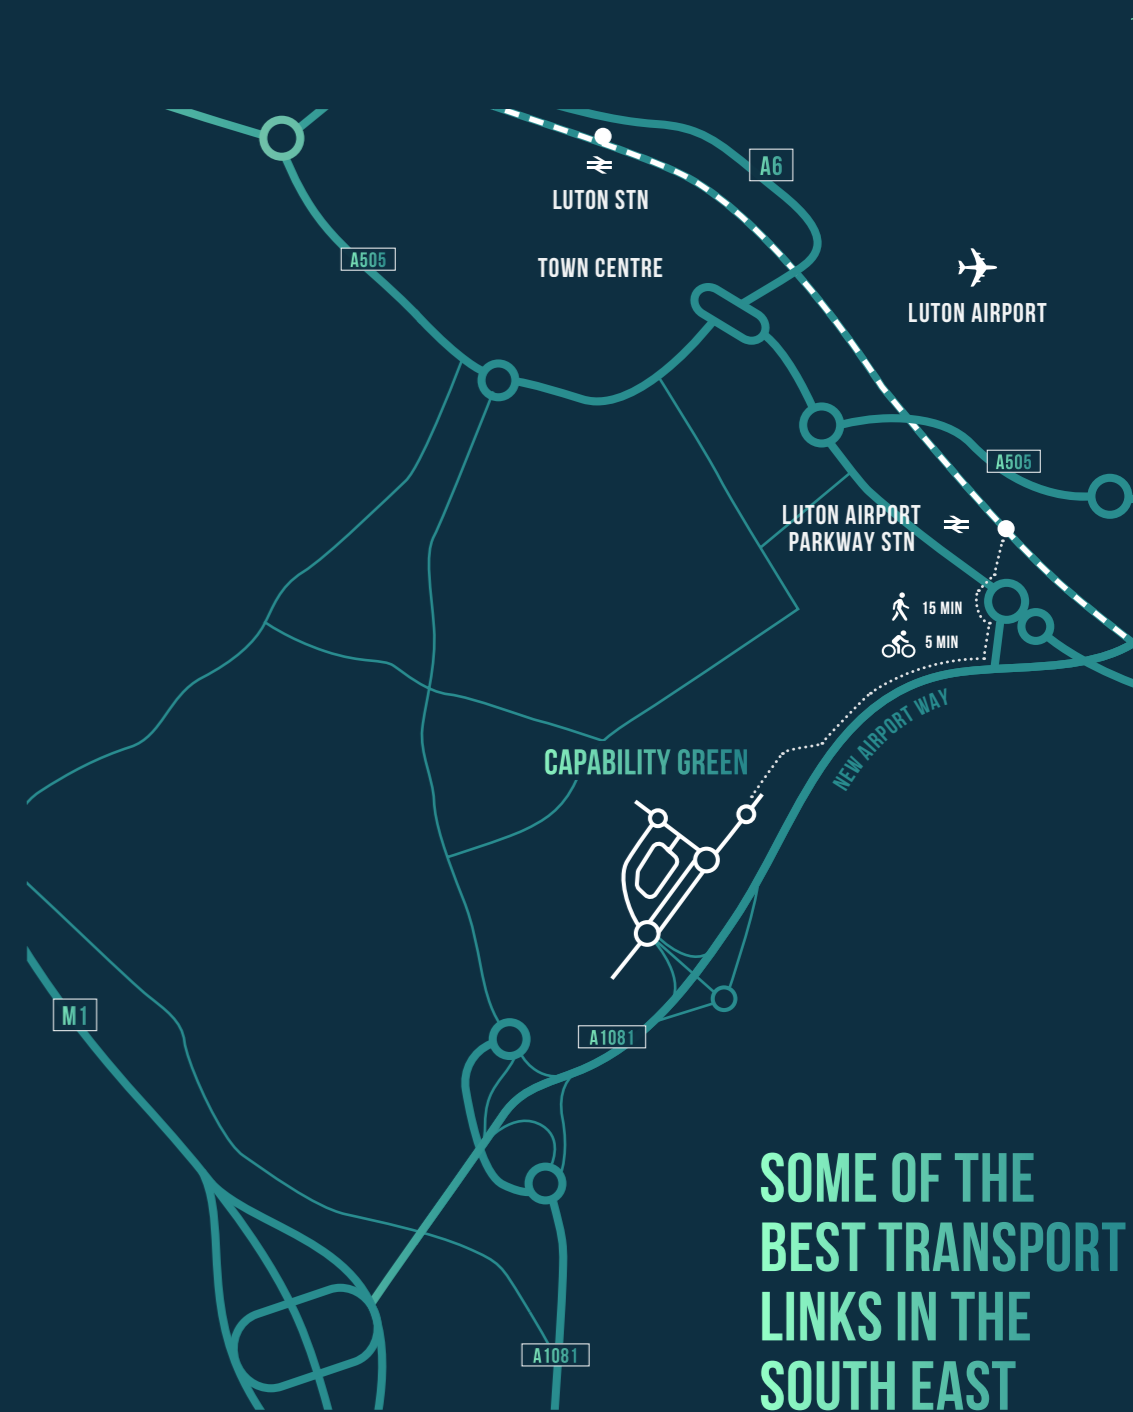 A6
LUTON STN
A505
TOWN CENTRE
LUTON AIRPORT
A505
LUTON AIRPORT
PARKWAY STN
15 MIN
5 MIN
NEW AIRPORT WAY
CAPABILITY GREEN
M1
A1081
A1081
SOME OF THE
BEST TRANSPORT
LINKS IN THE
SOUTH EAST